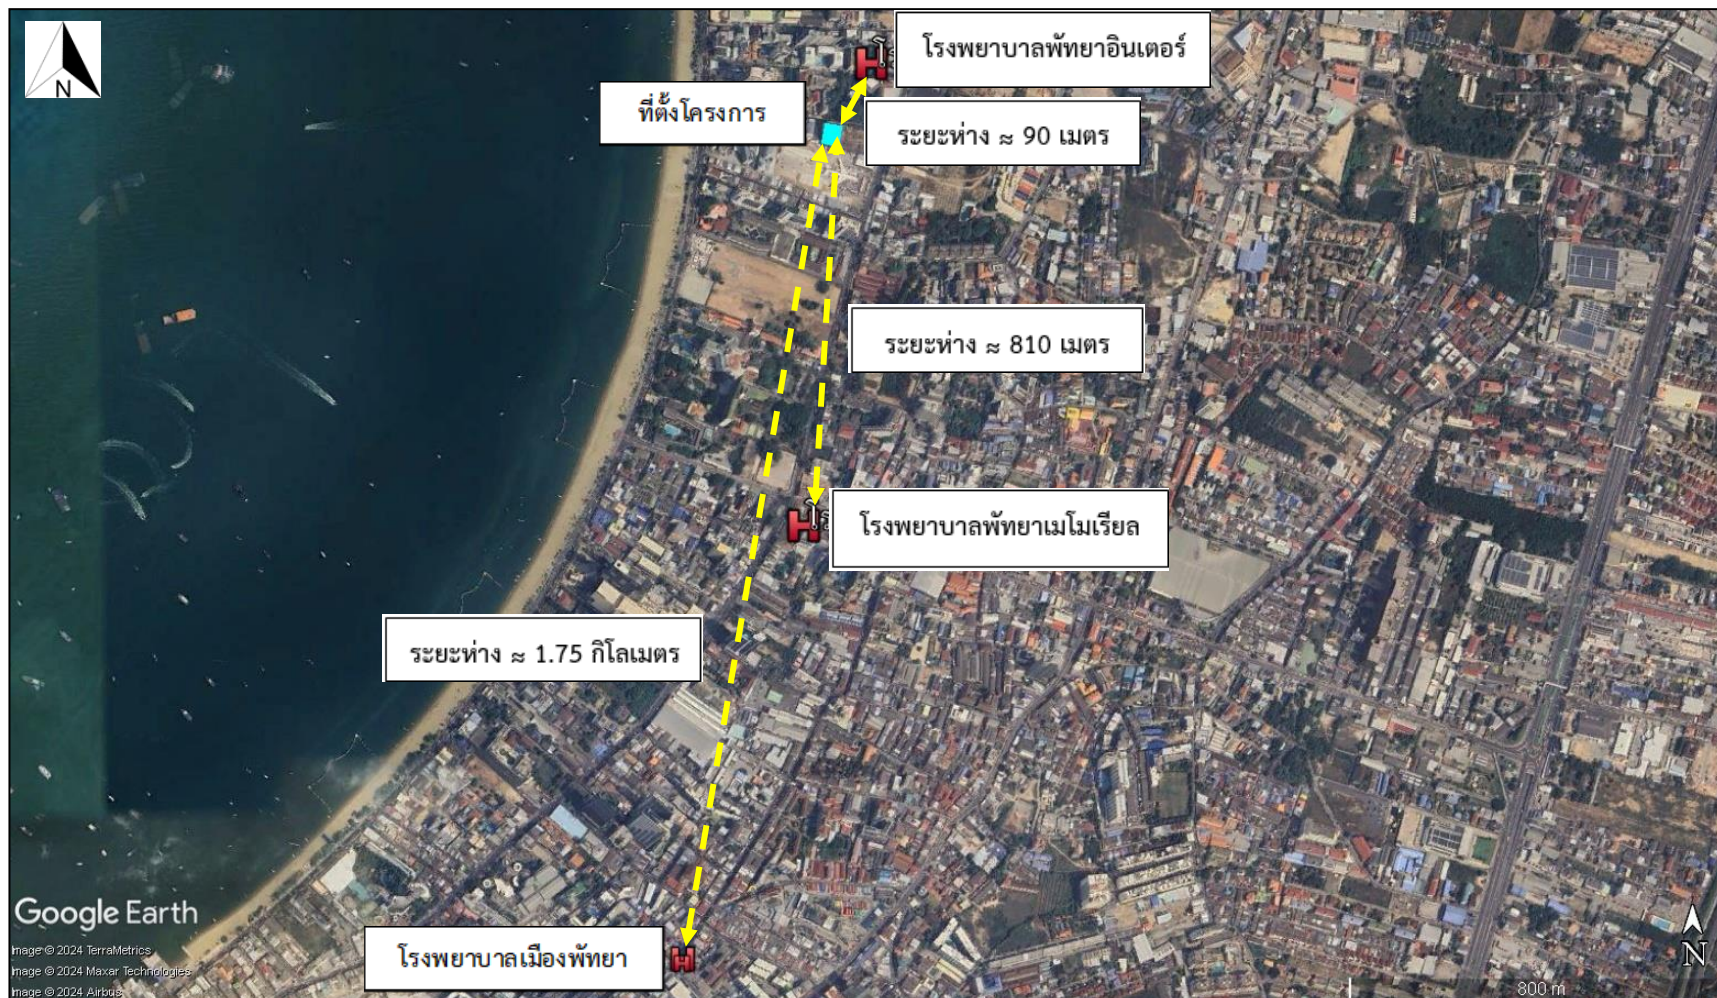 N
โรงพยาบาลพัทยาอินเตอร์
ที่ตั้งโครงการ
ระยะห่าง ≈ 90 เมตร
ระยะห่าง ≈ 810 เมตร
โรงพยาบาลพัทยาเมโมเรียล
ระยะห่าง ≈ 1.75 กิโลเมตร
โรงพยาบาลเมืองพัทยา
Google Earth
Image © 2024 TerraMetrics
Image © 2024 Maxar Technologies
Image © 2024 Airbus
N
800 m